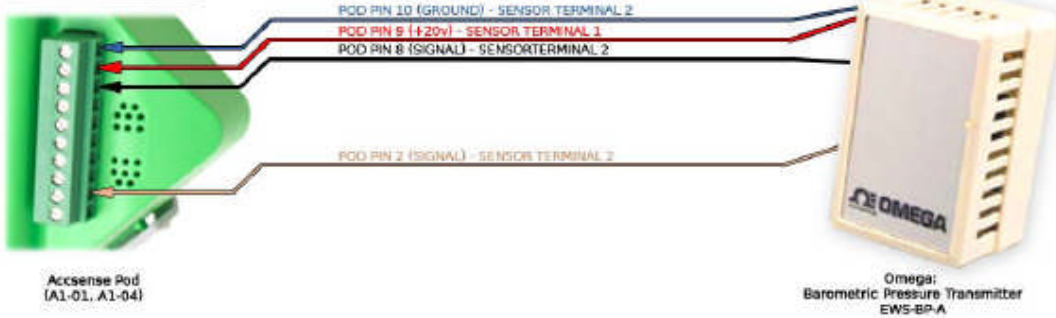 POD PIN 10 (GROUND) - SENSOR TERMINAL 2
POD PIN 9 (+20v) - SENSOR TERMINAL 1
POD PIN 8 (SIGNAL) - SENSORTERMINAL 2
POD PIN 2 (SIGNAL) - SENSOR TERMINAL 2
Ω OMEGA
Accsense Pod
(A1-01, A1-04)
Omega:
Barometric Pressure Transmitter
EWS-BP-A